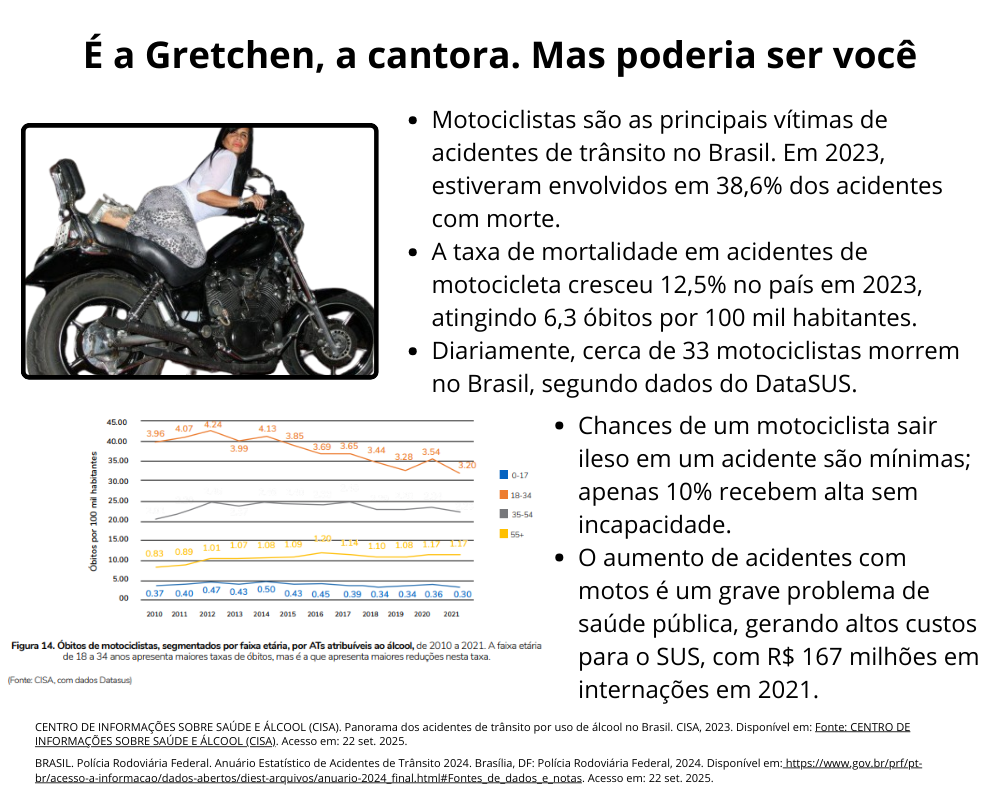 É a Gretchen, a cantora. Mas poderia ser você
• Motociclistas são as principais vítimas de
acidentes de trânsito no Brasil. Em 2023,
estiveram envolvidos em 38,6% dos acidentes
com morte.
• A taxa de mortalidade em acidentes de
motocicleta cresceu 12,5% no país em 2023,
atingindo 6,3 óbitos por 100 mil habitantes.
• Diariamente, cerca de 33 motociclistas morrem
no Brasil, segundo dados do DataSUS.
Óbitos por 100 mil habitantes
45.00
40.00
35.00
30.00
25.00
20.00
15.00
10.00
5.00
00
3.96 4.07 4.24 3.99 4.13 3.85 3.69 3.65 3.44 3.28 3.54 3.20
0.83 0.89 1.01 1.07 1.08 1.09 1.14 1.10 1.08 1.17 1.17
0.37 0.40 0.47 0.43 0.50 0.43 0.45 0.39 0.34 0.34 0.36 0.30
2010 2011 2012 2013 2014 2015 2016 2017 2018 2019 2020 2021
0-17
18-34
35-54
55+
Figura 14. Óbitos de motociclistas, segmentados por faixa etária, por ATs atribuíveis ao álcool, de 2010 a 2021. A faixa etária
de 18 a 34 anos apresenta maiores taxas de óbitos, mas é a que apresenta maiores reduções nesta taxa.
(Fonte: CISA, com dados Datasus)
• Chances de um motociclista sair
ileso em um acidente são mínimas;
apenas 10% recebem alta sem
incapacidade.
• O aumento de acidentes com
motos é um grave problema de
saúde pública, gerando altos custos
para o SUS, com R$ 167 milhões em
internações em 2021.
CENTRO DE INFORMAÇÕES SOBRE SAÚDE E ÁLCOOL (CISA). Panorama dos acidentes de trânsito por uso de álcool no Brasil. CISA, 2023. Disponível em: Fonte: CENTRO DE
INFORMAÇÕES SOBRE SAÚDE E ÁLCOOL (CISA). Acesso em: 22 set. 2025.
BRASIL. Polícia Rodoviária Federal. Anuário Estatístico de Acidentes de Trânsito 2024. Brasília, DF: Polícia Rodoviária Federal, 2024. Disponível em: https://www.gov.br/prf/pt-
br/acesso-a-informacao/dados-abertos/diest-arquivos/anuario-2024_final.html#Fontes_de_dados_e_notas. Acesso em: 22 set. 2025.